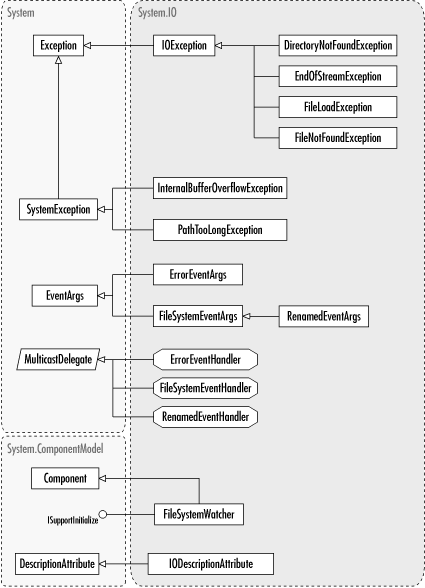 System
System.IO
Exception
IOException
DirectoryNotFoundException
EndOfStreamException
FileLoadException
FileNotFoundException
SystemException
InternalBufferOverflowException
PathTooLongException
EventArgs
ErrorEventArgs
FileSystemEventArgs
RenamedEventArgs
MulticastDelegate
ErrorEventHandler
FileSystemEventHandler
RenamedEventHandler
System.ComponentModel
Component
ISupportInitialize
FileSystemWatcher
DescriptionAttribute
IODescriptionAttribute